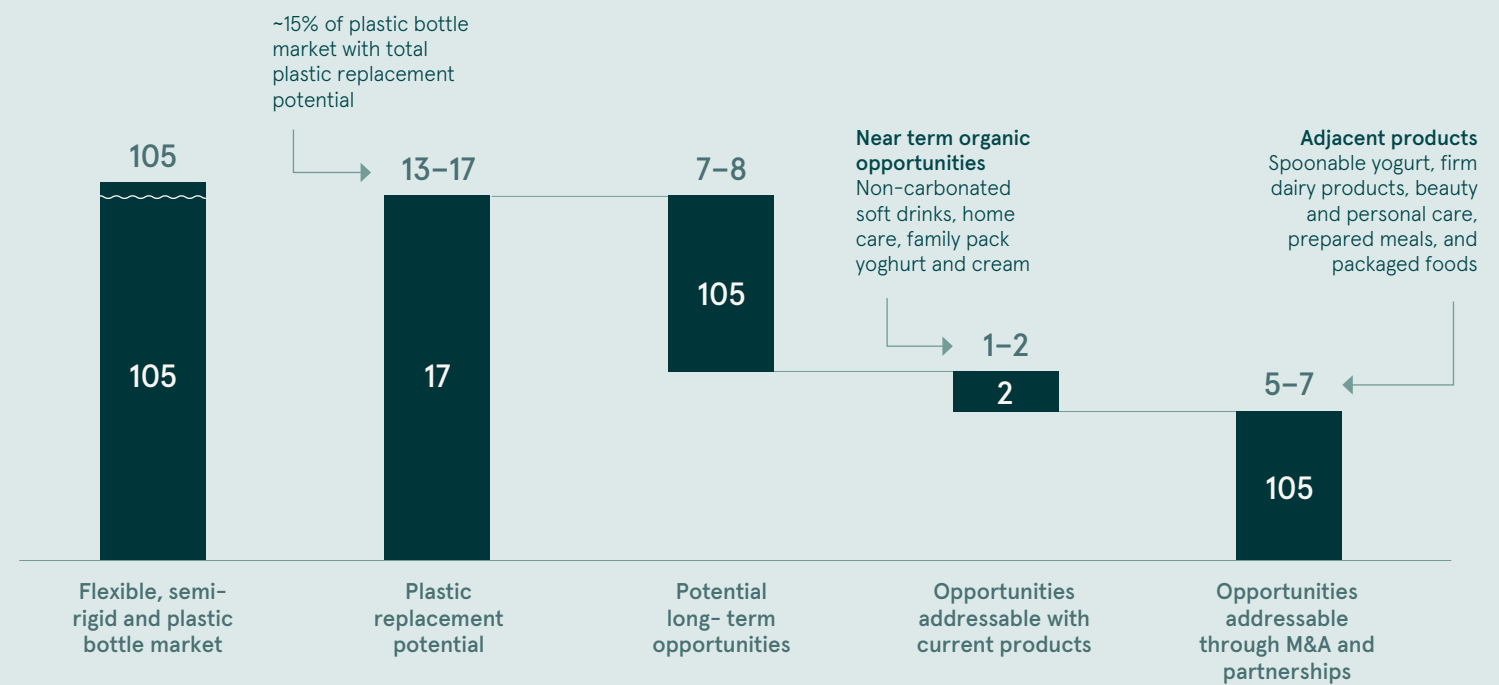 ~15% of plastic bottle
market with total
plastic replacement
potential
105
105
Flexible, semi-
rigid and plastic
bottle market
13–17
17
Plastic
replacement
potential
7–8
105
Potential
long- term
opportunities
Near term organic
opportunities
Non-carbonated
soft drinks, home
care, family pack
yoghurt and cream
1–2
2
Opportunities
addressable with
current products
Adjacent products
Spoonable yogurt, firm
dairy products, beauty
and personal care,
prepared meals, and
packaged foods
5–7
105
Opportunities
addressable
through M&A and
partnerships